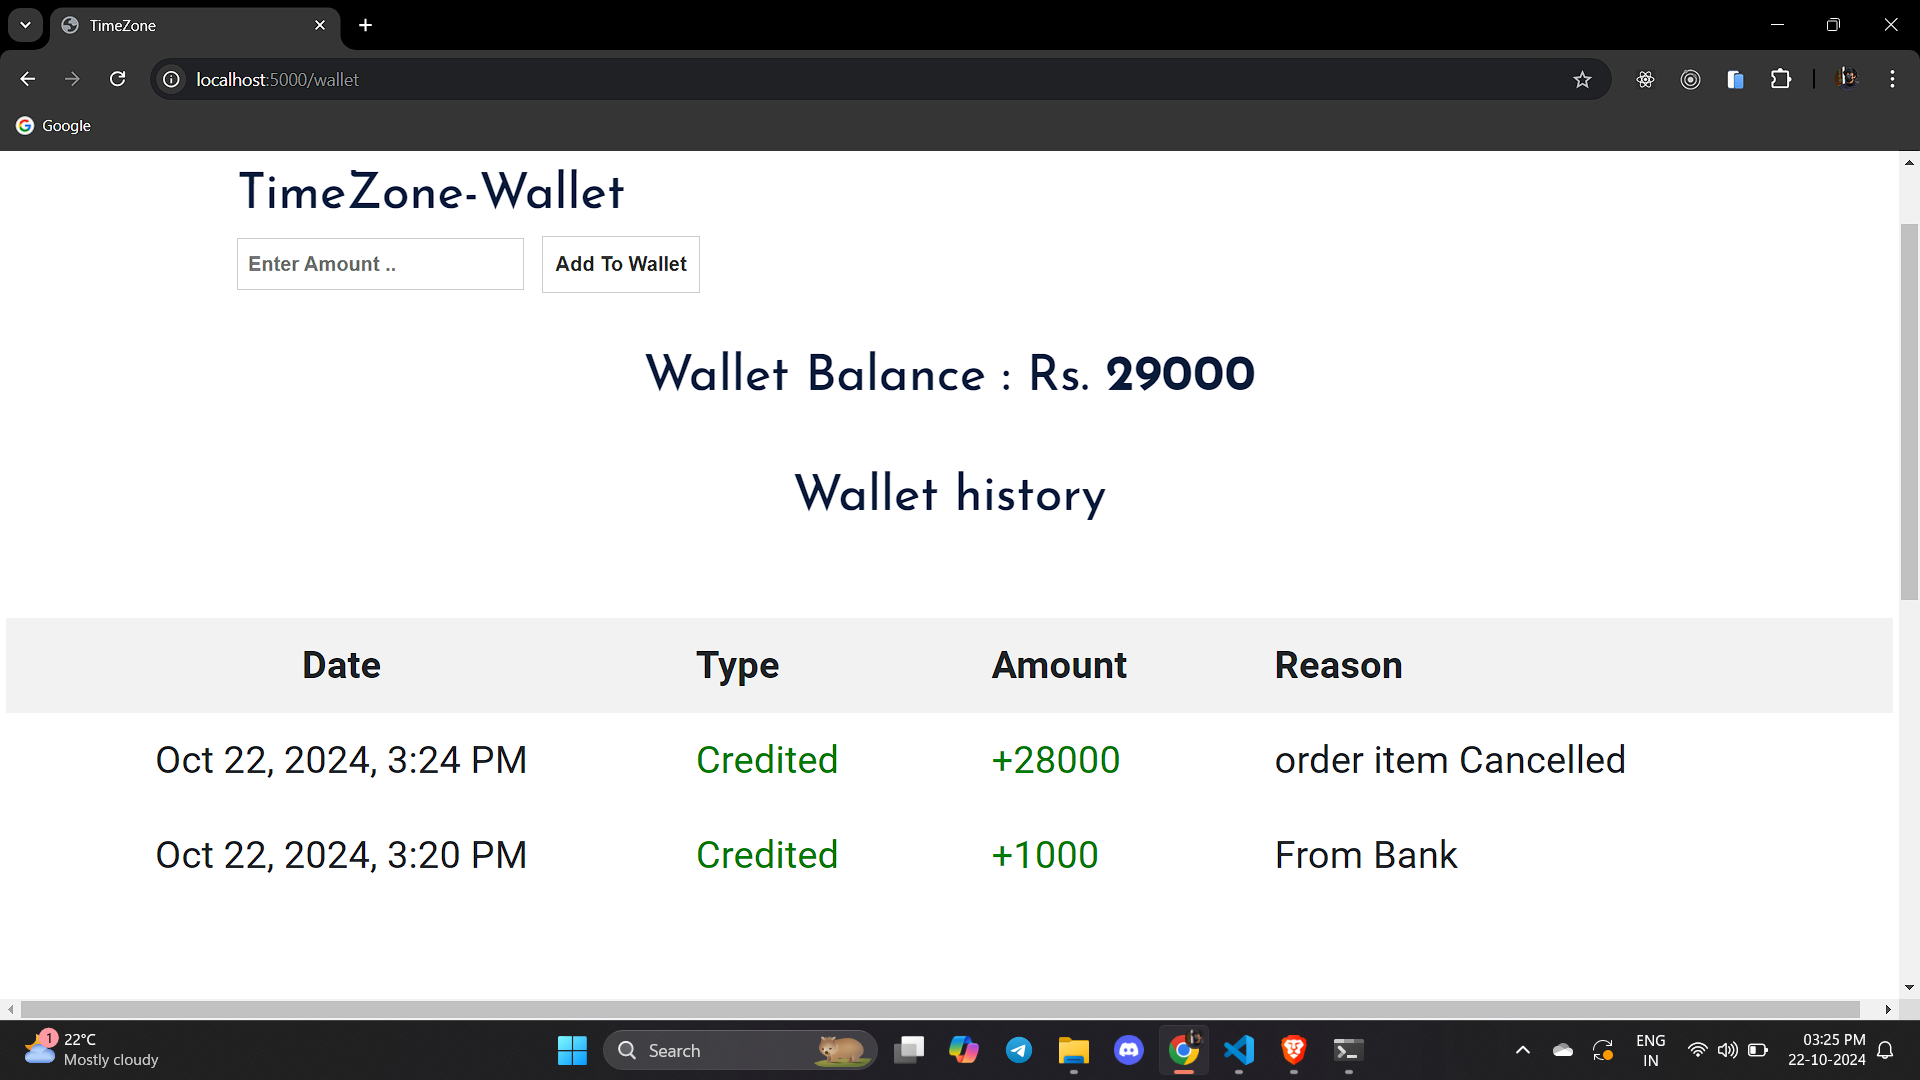 TimeZone
localhost:5000/wallet
Google
TimeZone-Wallet
Enter Amount ..
Add To Wallet
Wallet Balance : Rs. 29000
Wallet history
Date Type Amount Reason
Oct 22, 2024, 3:24 PM Credited +28000 order item Cancelled
Oct 22, 2024, 3:20 PM Credited +1000 From Bank
1
22°C
Mostly cloudy
Search
ENG
IN
03:25 PM
22-10-2024